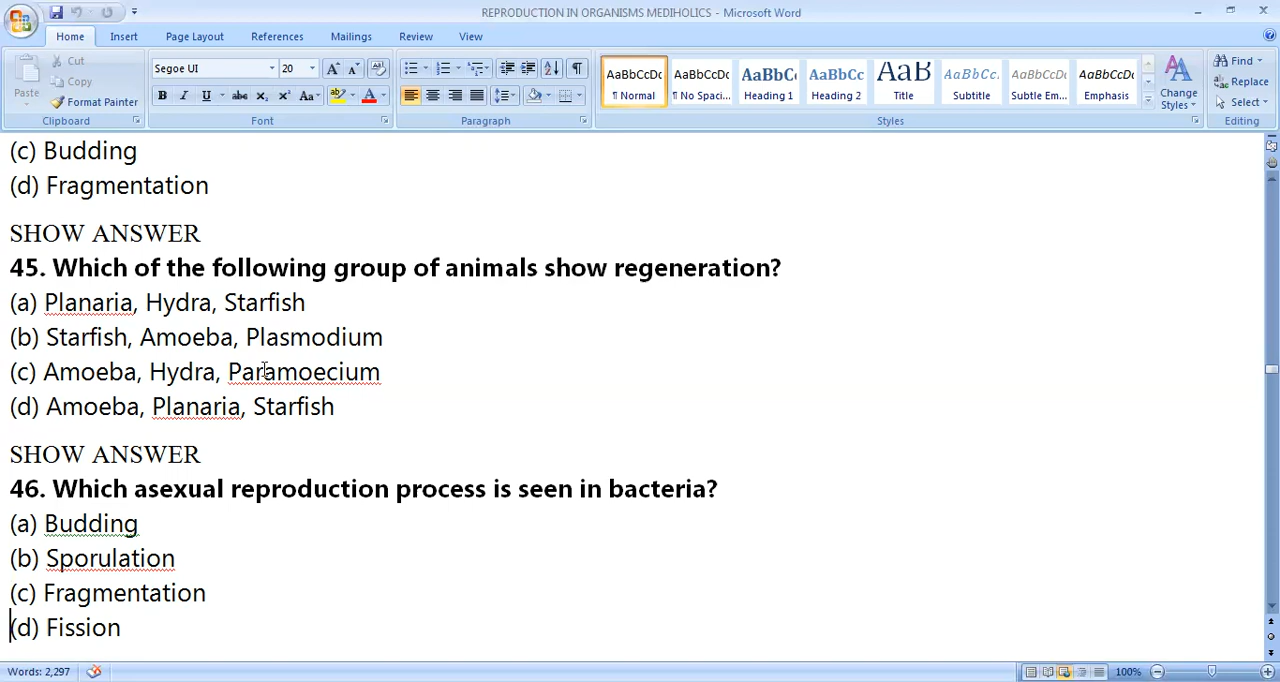 REPRODUCTION IN ORGANISMS MEDIHOLICS - Microsoft Word
Home Insert Page Layout References Mailings Review View
Cut
Copy
Paste
Format Painter
Clipboard
Segoe UI 20
Font
Paragraph
AaBbCcDc AaBbCcDc AaBbC AaBbCc AaB AaBbCc. AaBbCcDc AaBbCcDc
¶ Normal ¶ No Spaci... Heading 1 Heading 2 Title Subtitle Subtle Em... Emphasis
Change Styles
Styles
Find
Replace
Select
Editing
(c) Budding
(d) Fragmentation
SHOW ANSWER
45. Which of the following group of animals show regeneration?
(a) Planaria, Hydra, Starfish
(b) Starfish, Amoeba, Plasmodium
(c) Amoeba, Hydra, Paramoecium
(d) Amoeba, Planaria, Starfish
SHOW ANSWER
46. Which asexual reproduction process is seen in bacteria?
(a) Budding
(b) Sporulation
(c) Fragmentation
(d) Fission
Words: 2,297
100%